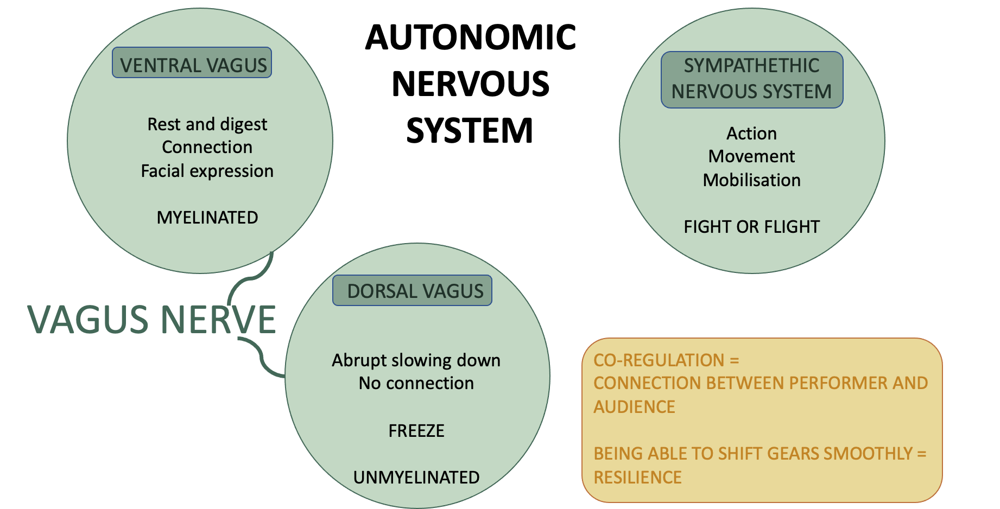 AUTONOMIC
NERVOUS
SYSTEM
VENTRAL VAGUS
Rest and digest
Connection
Facial expression
MYELINATED
SYMPATHETHIC
NERVOUS SYSTEM
Action
Movement
Mobilisation
FIGHT OR FLIGHT
VAGUS NERVE
DORSAL VAGUS
Abrupt slowing down
No connection
FREEZE
UNMYELINATED
CO-REGULATION =
CONNECTION BETWEEN PERFORMER AND
AUDIENCE
BEING ABLE TO SHIFT GEARS SMOOTHLY =
RESILIENCE